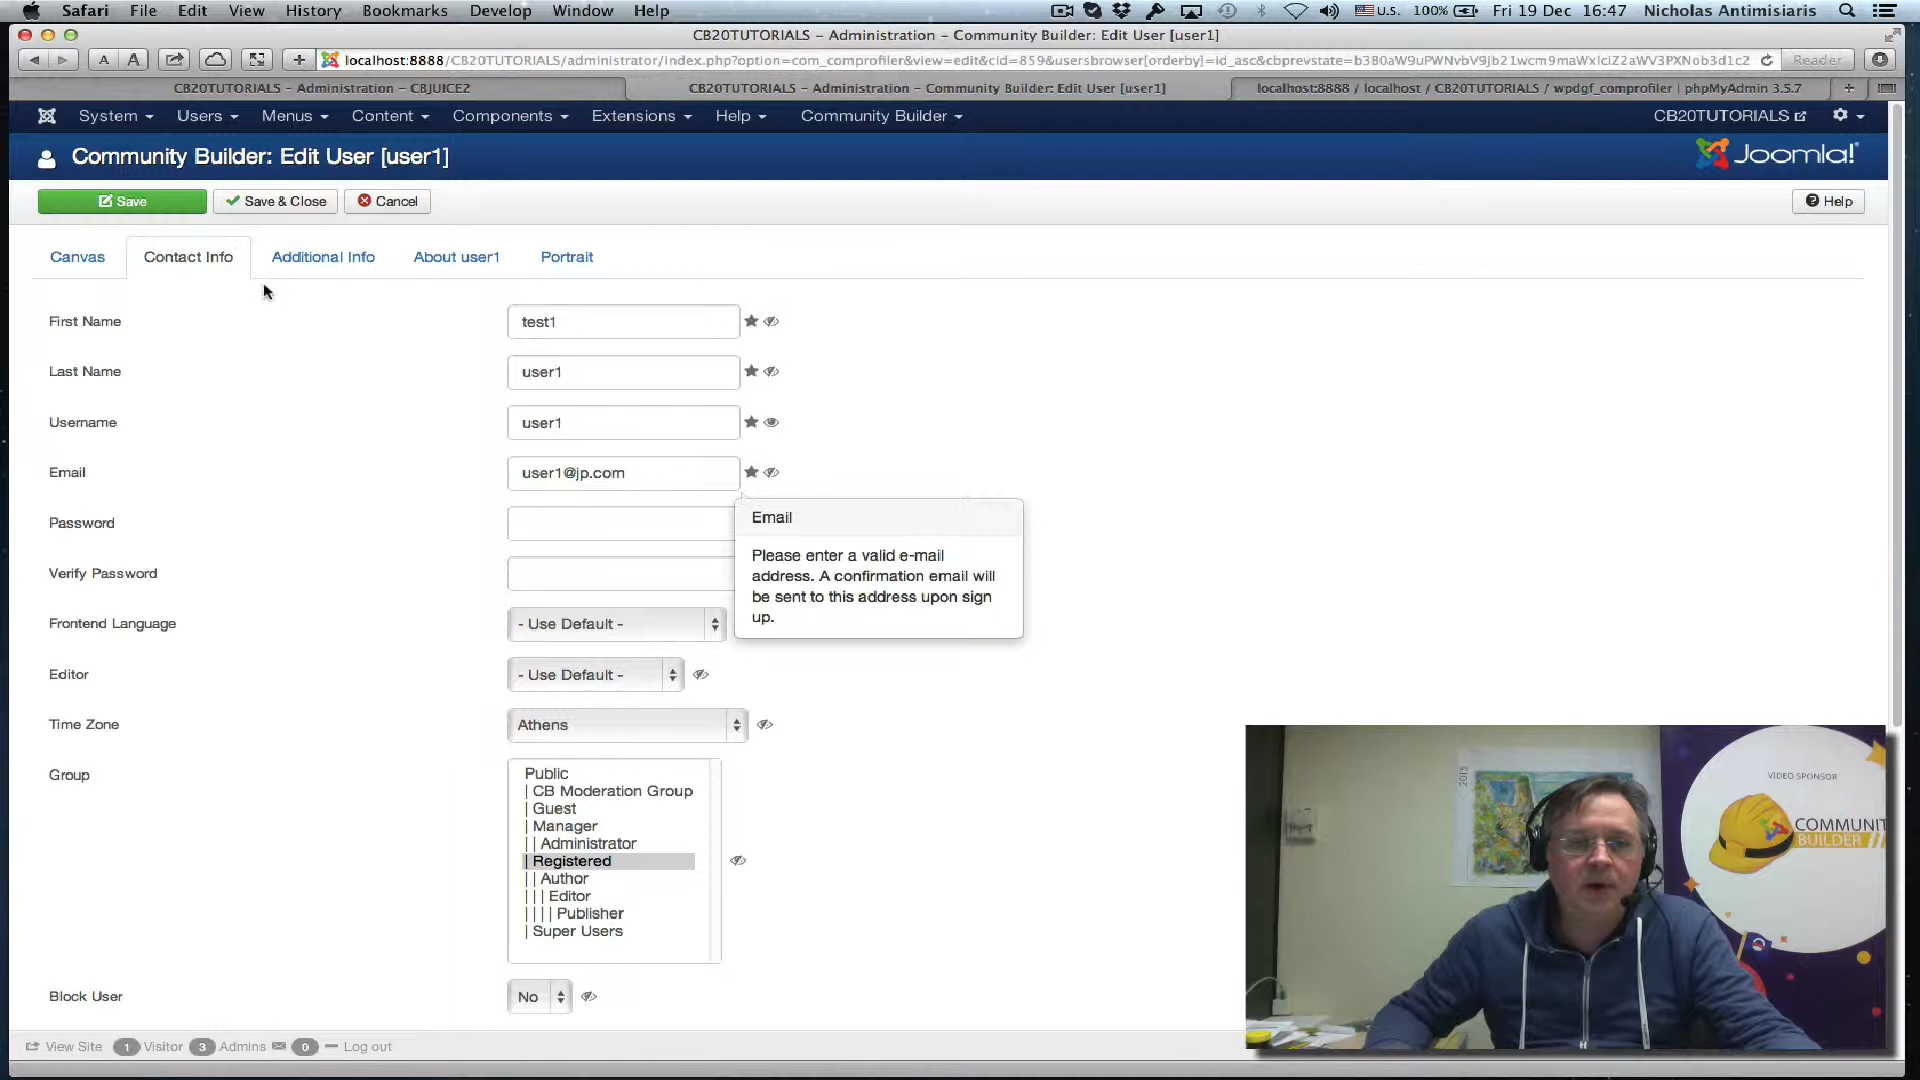 Safari File Edit View History Bookmarks Develop Window Help U.S. 100% Fri 19 Dec 16:47 Nicholas Antimisiaris
CB20TUTORIALS – Administration – Community Builder: Edit User [user1]
A A + localhost:8888/CB20TUTORIALS/administrator/index.php?option=com_comprofiler&view=edit&cid=859&usersbrowser[orderby]=id_asc&cbprevstate= Reader
CB20TUTORIALS - Administration - CBJUICE2
CB20TUTORIALS - Administration - Community Builder: Edit User [user1]
localhost:8888 / localhost / CB20TUTORIALS / wpdgf_comprofiler | phpMyAdmin 3.5.7 +
System Users Menus Content Components Extensions Help Community Builder CB20TUTORIALS
Community Builder: Edit User [user1] Joomla!
Save Save & Close Cancel Help
Canvas Contact Info Additional Info About user1 Portrait
First Name test1
Last Name user1
Username user1
Email user1@jp.com
Password
Email
Please enter a valid e-mail
address. A confirmation email will
be sent to this address upon sign
up.
Verify Password
Frontend Language - Use Default -
Editor - Use Default -
Time Zone Athens
Group
Public
| CB Moderation Group
| Guest
| Manager
| | Administrator
| Registered
| | Author
| | | Editor
| | | | Publisher
| Super Users
Block User No
View Site 1 Visitor 3 Admins 0 Log out
2015
VIDEO SPONSOR
COMMUNIT
BUILDER